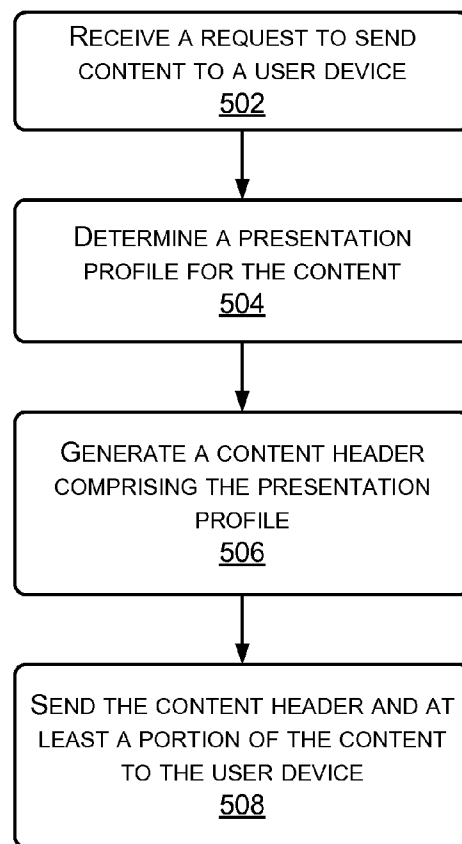 RECEIVE A REQUEST TO SEND
CONTENT TO A USER DEVICE
502
DETERMINE A PRESENTATION
PROFILE FOR THE CONTENT
504
GENERATE A CONTENT HEADER
COMPRISING THE PRESENTATION
PROFILE
506
SEND THE CONTENT HEADER AND AT
LEAST A PORTION OF THE CONTENT
TO THE USER DEVICE
508